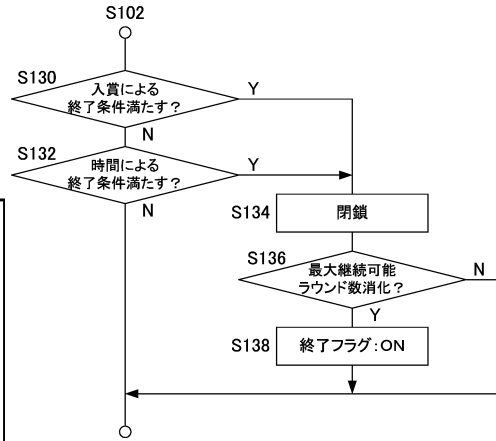 S102
S130
入賞による
終了条件満たす？
Y
N
S132
時間による
終了条件満たす？
Y
N
S134
閉鎖
S136
最大継続可能
ラウンド数消化？
N
Y
S138
終了フラグ：ON